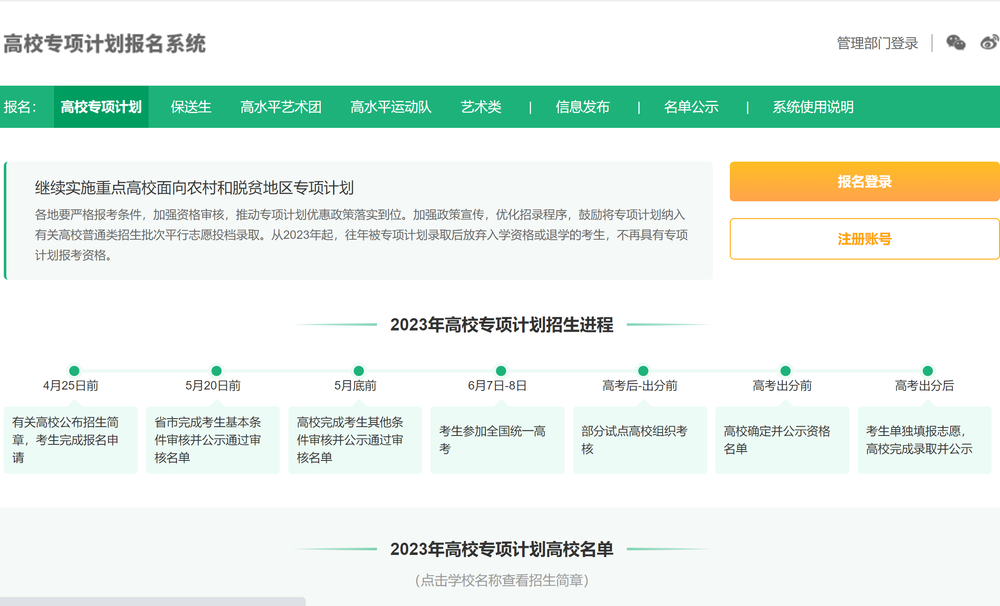 高校专项计划报名系统
管理部门登录
报名：
高校专项计划
保送生
高水平艺术团
高水平运动队
艺术类
|
信息发布
|
名单公示
|
系统使用说明
继续实施重点高校面向农村和脱贫地区专项计划
各地要严格报考条件，加强资格审核，推动专项计划优惠政策落实到位。加强政策宣传，优化招录程序，鼓励将专项计划纳入
有关高校普通类招生批次平行志愿投档录取。从2023年起，往年被专项计划录取后放弃入学资格或退学的考生，不再具有专项
计划报考资格。
报名登录
注册账号
2023年高校专项计划招生进程
4月25日前
有关高校公布招生简
章，考生完成报名申
请
5月20日前
省市完成考生基本条
件审核并公示通过审
核名单
5月底前
高校完成考生其他条
件审核并公示通过审
核名单
6月7日-8日
考生参加全国统一高
考
高考后-出分前
部分试点高校组织考
核
高考出分前
高校确定并公示资格
名单
高考出分后
考生单独填报志愿，
高校完成录取并公示
2023年高校专项计划高校名单
（点击学校名称查看招生简章）